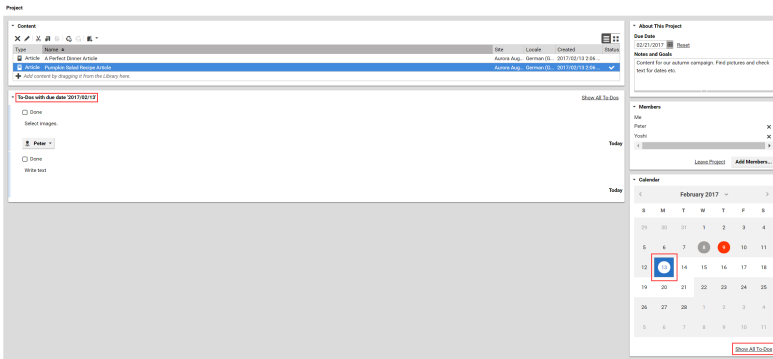 Project
Content
Type Name Site Locale Created Status
Article A Perfect Dinner Article Aurora Aug... German (G... 2017/02/13 2:06 ...
Article Pumpkin Salad Recipe Article Aurora Aug... German (G... 2017/02/13 2:06 ...
Add content by dragging it from the Library here.
To-Dos with due date '2017/02/13' Show All To-Dos
Done
Select images.
Peter Today
Done
Write text
Today
About This Project
Due Date
02/21/2017 Reset
Notes and Goals
Content for our autumn campaign. Find pictures and check
text for dates etc.
Members
Me
Peter
Yoshi
Leave Project Add Members...
Calendar
February 2017
S M T W T F S
29 30 31 1 2 3 4
5 6 7 8 9 10 11
12 13 14 15 16 17 18
19 20 21 22 23 24 25
26 27 28 1 2 3 4
5 6 7 8 9 10 11
Show All To-Dos